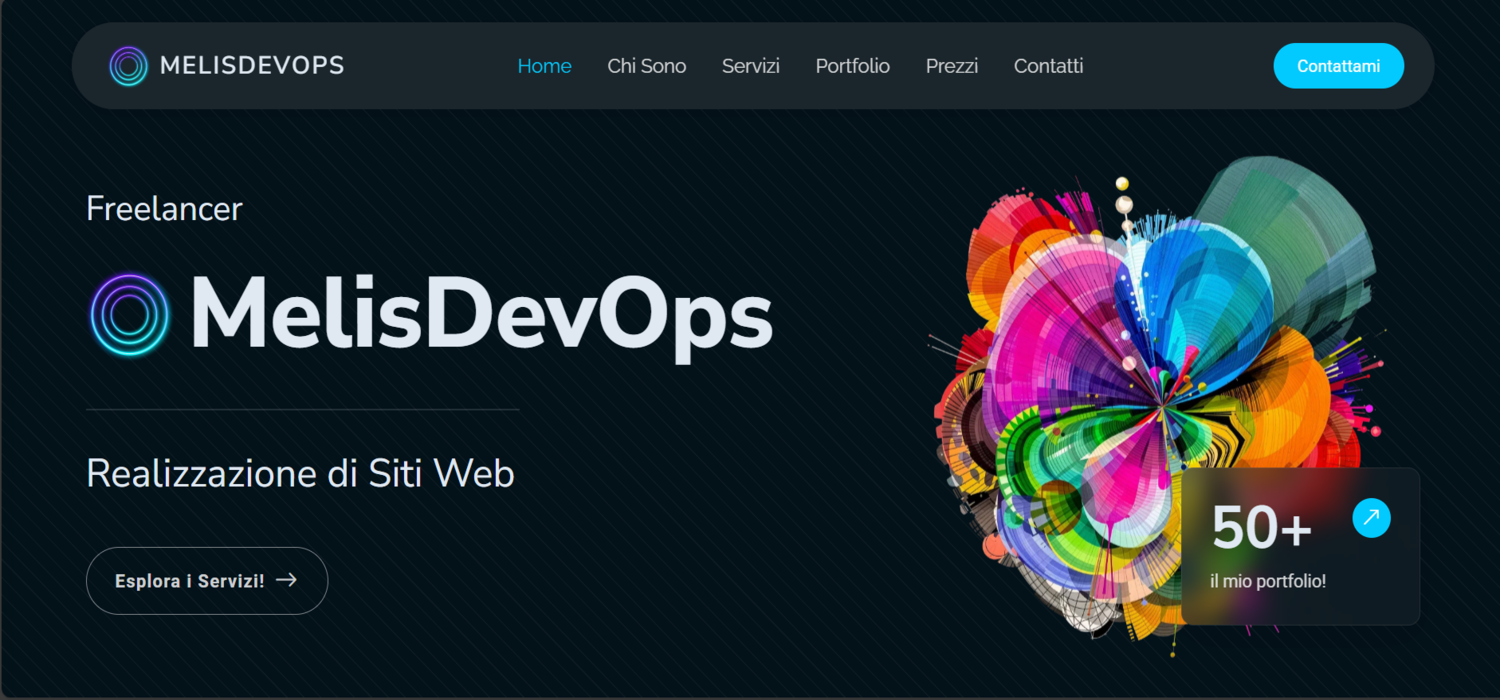 MELISDEVOPS
Home Chi Sono Servizi Portfolio Prezzi Contatti
Contattami
Freelancer
MelisDevOps
Realizzazione di Siti Web
Esplora i Servizi!
50+
il mio portfolio!